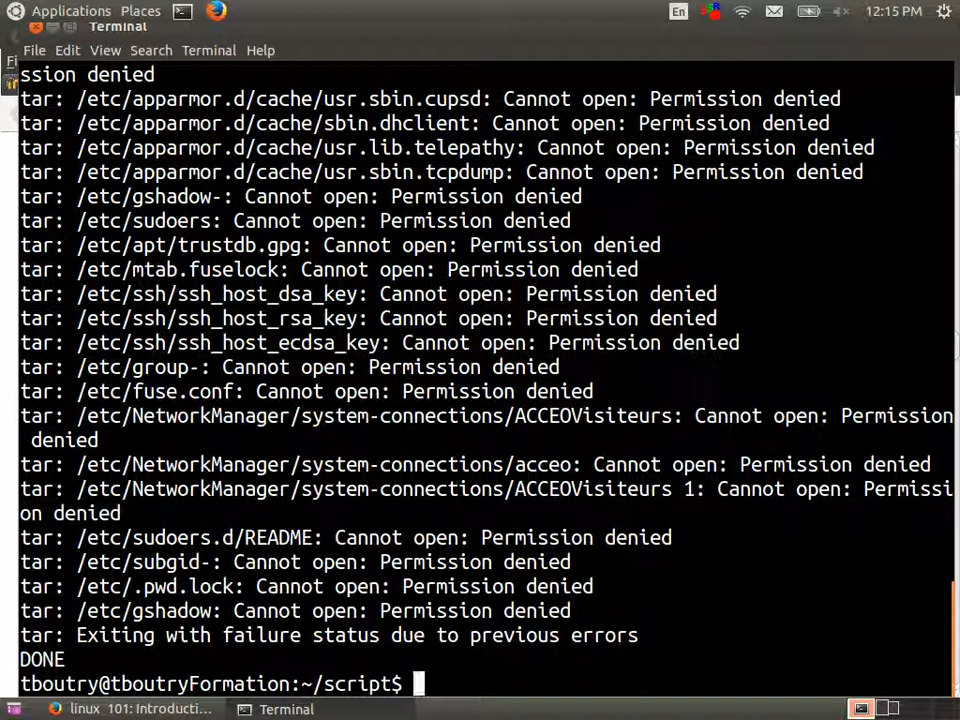 Applications Places En 12:15 PM
Terminal
File Edit View Search Terminal Help
ssion denied
tar: /etc/apparmor.d/cache/usr.sbin.cupsd: Cannot open: Permission denied
tar: /etc/apparmor.d/cache/sbin.dhclient: Cannot open: Permission denied
tar: /etc/apparmor.d/cache/usr.lib.telepathy: Cannot open: Permission denied
tar: /etc/apparmor.d/cache/usr.sbin.tcpdump: Cannot open: Permission denied
tar: /etc/gshadow-: Cannot open: Permission denied
tar: /etc/sudoers: Cannot open: Permission denied
tar: /etc/apt/trustdb.gpg: Cannot open: Permission denied
tar: /etc/mtab.fuselock: Cannot open: Permission denied
tar: /etc/ssh/ssh_host_dsa_key: Cannot open: Permission denied
tar: /etc/ssh/ssh_host_rsa_key: Cannot open: Permission denied
tar: /etc/ssh/ssh_host_ecdsa_key: Cannot open: Permission denied
tar: /etc/group-: Cannot open: Permission denied
tar: /etc/fuse.conf: Cannot open: Permission denied
tar: /etc/NetworkManager/system-connections/ACCEOVisiteurs: Cannot open: Permission
 denied
tar: /etc/NetworkManager/system-connections/acceo: Cannot open: Permission denied
tar: /etc/NetworkManager/system-connections/ACCEOVisiteurs 1: Cannot open: Permissi
on denied
tar: /etc/sudoers.d/README: Cannot open: Permission denied
tar: /etc/subgid-: Cannot open: Permission denied
tar: /etc/.pwd.lock: Cannot open: Permission denied
tar: /etc/gshadow: Cannot open: Permission denied
tar: Exiting with failure status due to previous errors
DONE
tboutry@tboutryFormation:~/script$
linux_101: Introducti... Terminal